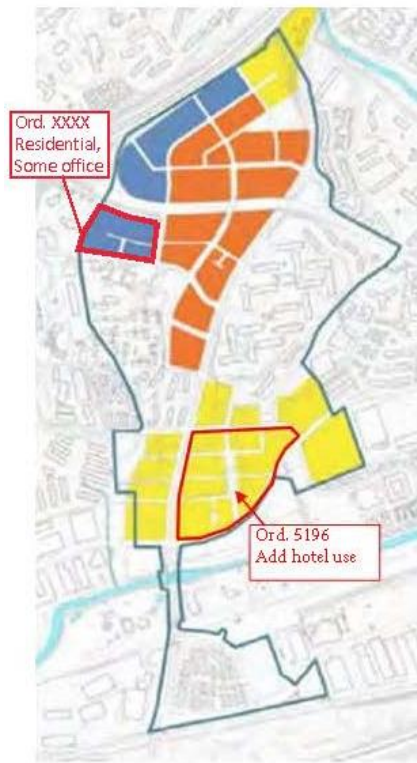 Ord. XXXX
Residential,
Some office
Ord. 5196
Add hotel use